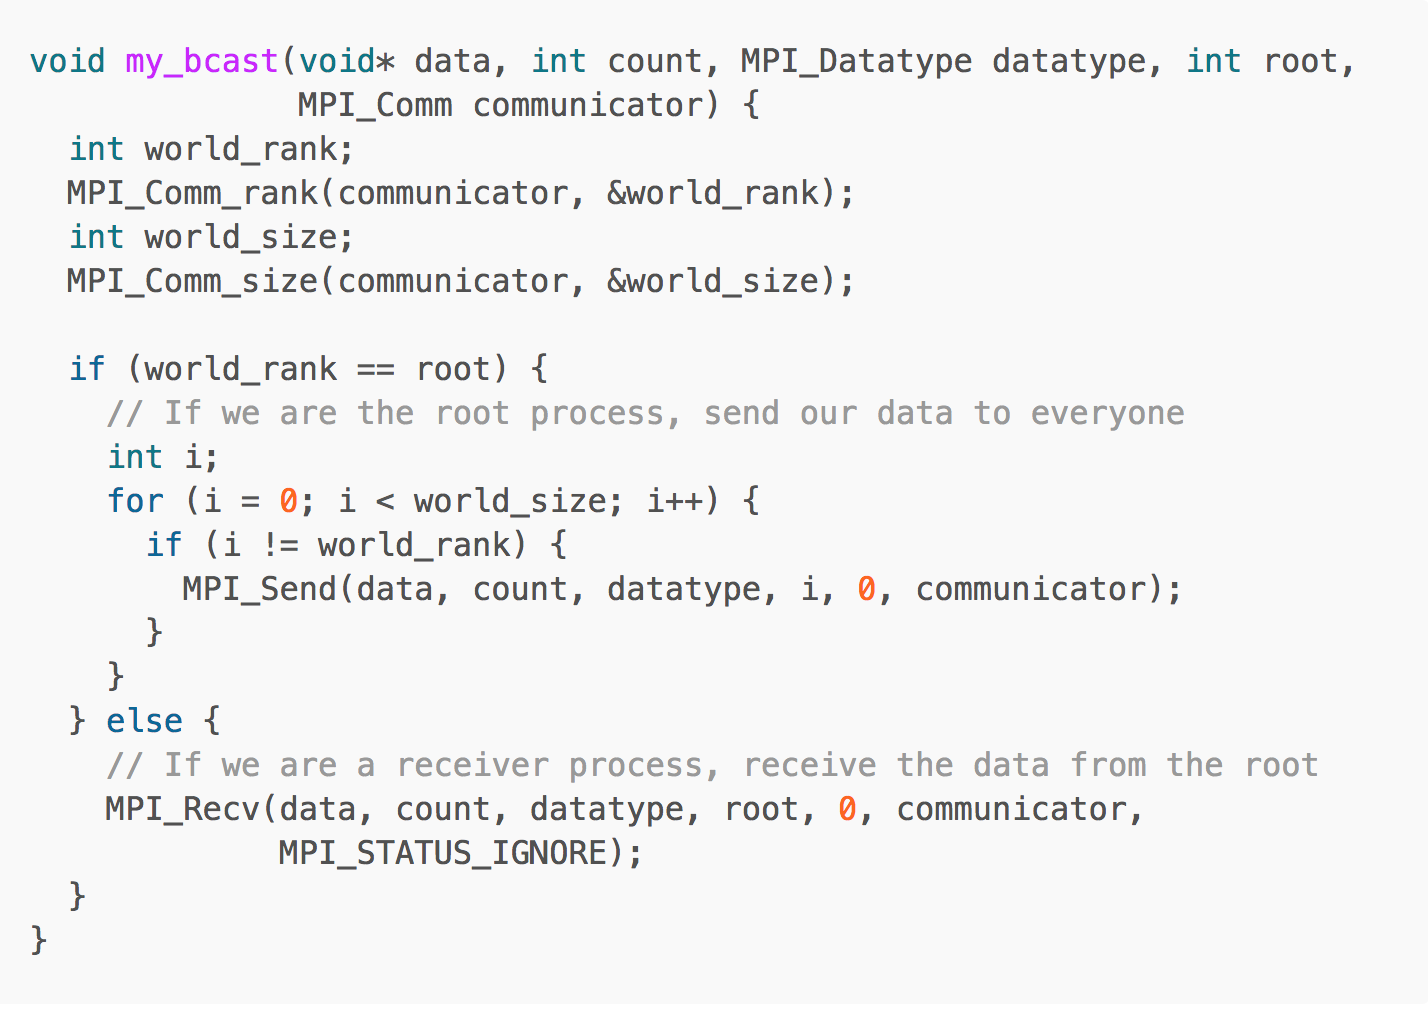 void my_bcast(void* data, int count, MPI_Datatype datatype, int root,
              MPI_Comm communicator) {
  int world_rank;
  MPI_Comm_rank(communicator, &world_rank);
  int world_size;
  MPI_Comm_size(communicator, &world_size);

  if (world_rank == root) {
    // If we are the root process, send our data to everyone
    int i;
    for (i = 0; i < world_size; i++) {
      if (i != world_rank) {
        MPI_Send(data, count, datatype, i, 0, communicator);
      }
    }
  } else {
    // If we are a receiver process, receive the data from the root
    MPI_Recv(data, count, datatype, root, 0, communicator,
             MPI_STATUS_IGNORE);
  }
}